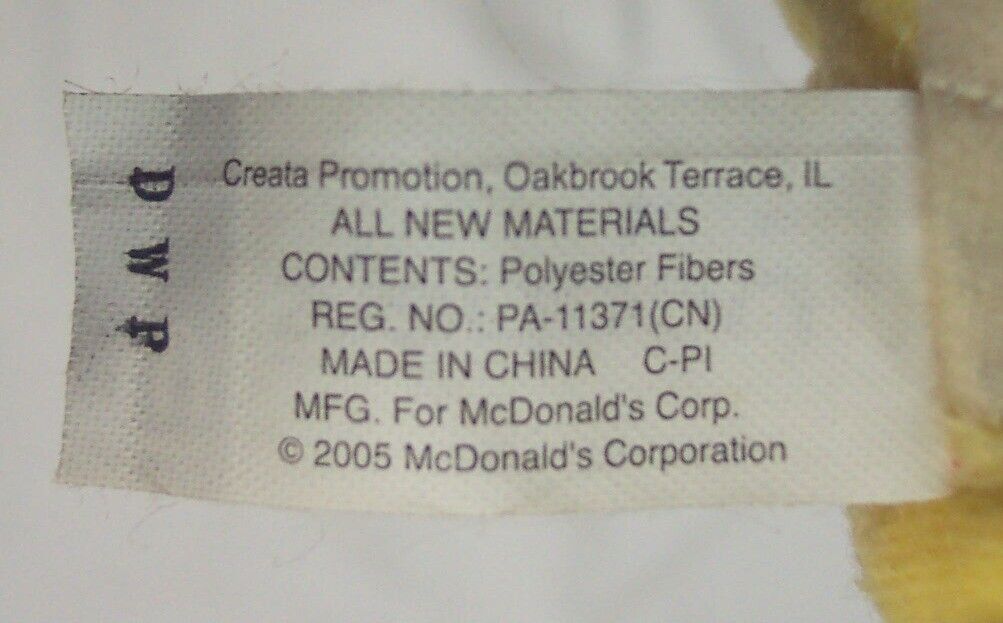 Creata Promotion, Oakbrook Terrace, IL
ALL NEW MATERIALS
CONTENTS: Polyester Fibers
REG. NO.: PA-11371(CN)
MADE IN CHINA C-PI
MFG. For McDonald's Corp.
© 2005 McDonald's Corporation
D W P